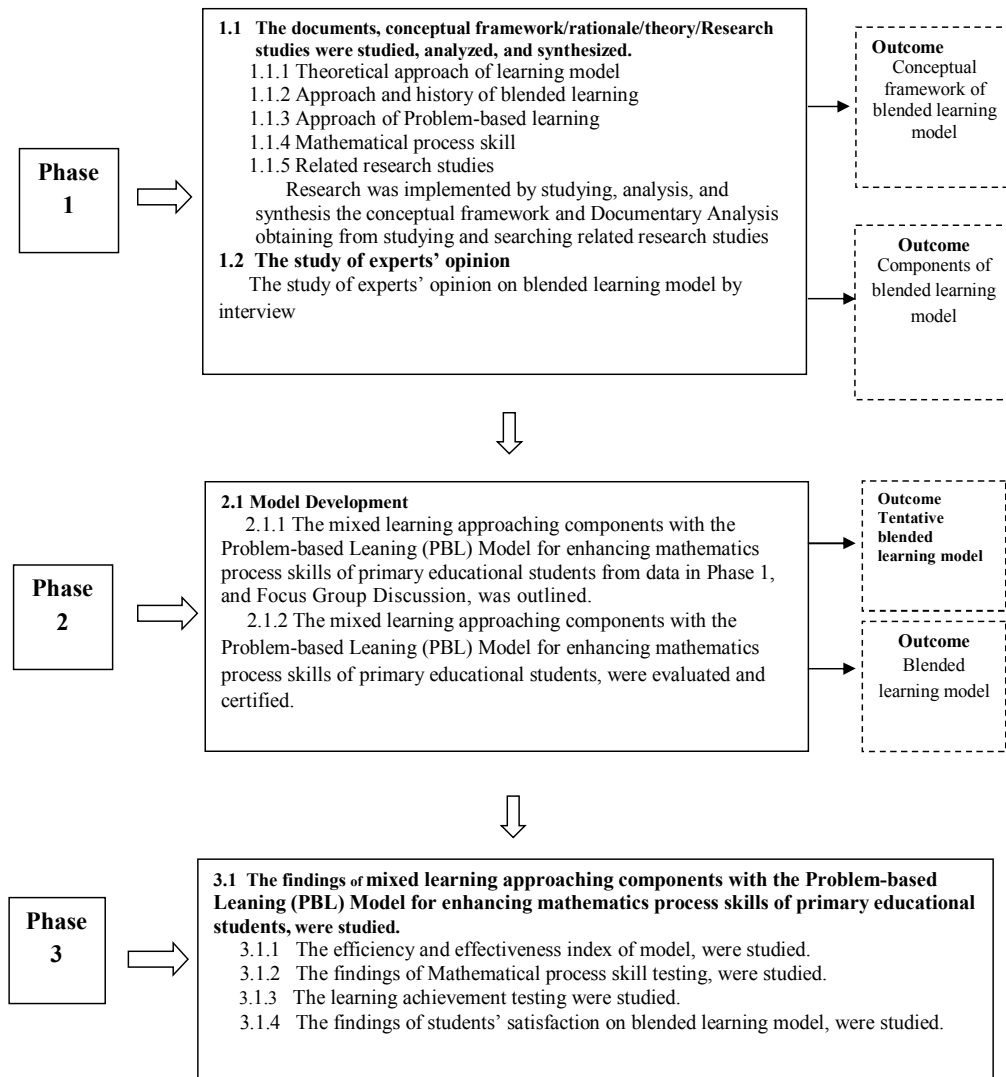 Phase
1
1.1 The documents, conceptual framework/rationale/theory/Research
studies were studied, analyzed, and synthesized.
1.1.1 Theoretical approach of learning model
1.1.2 Approach and history of blended learning
1.1.3 Approach of Problem-based learning
1.1.4 Mathematical process skill
1.1.5 Related research studies
Research was implemented by studying, analysis, and
synthesis the conceptual framework and Documentary Analysis
obtaining from studying and searching related research studies
1.2 The study of experts’ opinion
The study of experts’ opinion on blended learning model by
interview
Outcome
Conceptual
framework of
blended learning
model
Outcome
Components of
blended learning
model
Phase
2
2.1 Model Development
2.1.1 The mixed learning approaching components with the
Problem-based Leaning (PBL) Model for enhancing mathematics
process skills of primary educational students from data in Phase 1,
and Focus Group Discussion, was outlined.
2.1.2 The mixed learning approaching components with the
Problem-based Leaning (PBL) Model for enhancing mathematics
process skills of primary educational students, were evaluated and
certified.
Outcome
Tentative
blended
learning model
Outcome
Blended
learning model
Phase
3
3.1 The findings of mixed learning approaching components with the Problem-based
Leaning (PBL) Model for enhancing mathematics process skills of primary educational
students, were studied.
3.1.1 The efficiency and effectiveness index of model, were studied.
3.1.2 The findings of Mathematical process skill testing, were studied.
3.1.3 The learning achievement testing were studied.
3.1.4 The findings of students’ satisfaction on blended learning model, were studied.